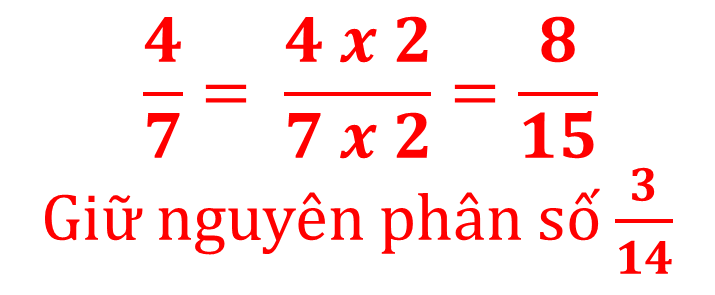 4/7 = 4 x 2/7 x 2 = 8/15
Giữ nguyên phân số 3/14